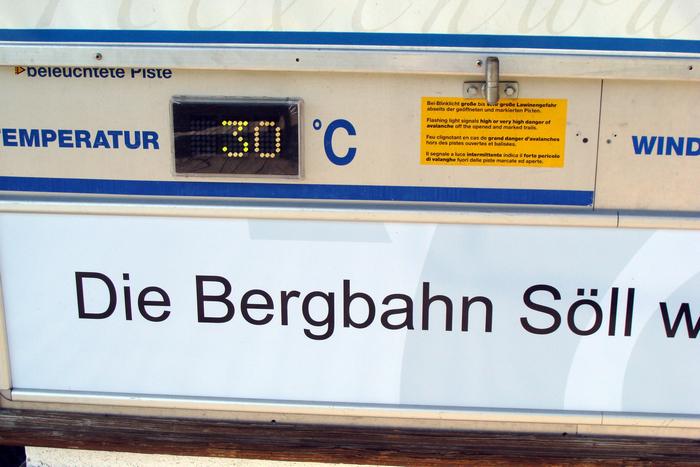 beleuchtete Piste
EMPERATUR
30
°C
Bei Blinklicht große bis sehr große Lawinengefahr
abseits der geöffneten und markierten Pisten.
Flashing light signals high or very high danger of
avalanche off the opened and marked trails.
Feu clignotant en cas de grand danger d'avalanches
hors des pistes ouvertes et balisées.
Il segnale a luce intermittente indica il forte pericolo
di valanghe fuori delle piste marcate ed aperte.
WIND
Die Bergbahn Söll w